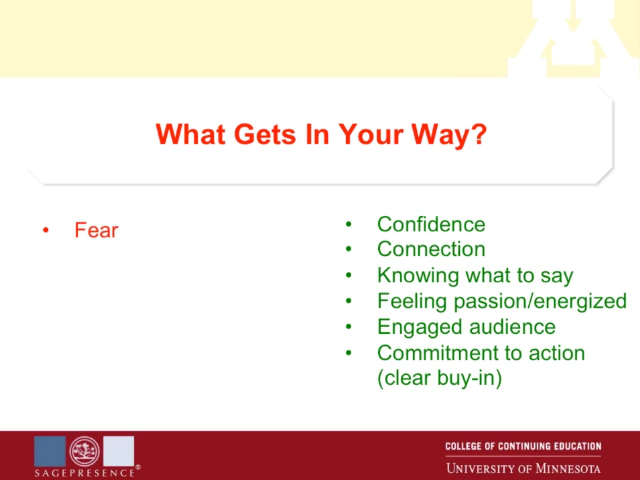 What Gets In Your Way?
• Fear
• Confidence
• Connection
• Knowing what to say
• Feeling passion/energized
• Engaged audience
• Commitment to action
(clear buy-in)
SAGEPRESENCE®
COLLEGE OF CONTINUING EDUCATION
UNIVERSITY OF MINNESOTA